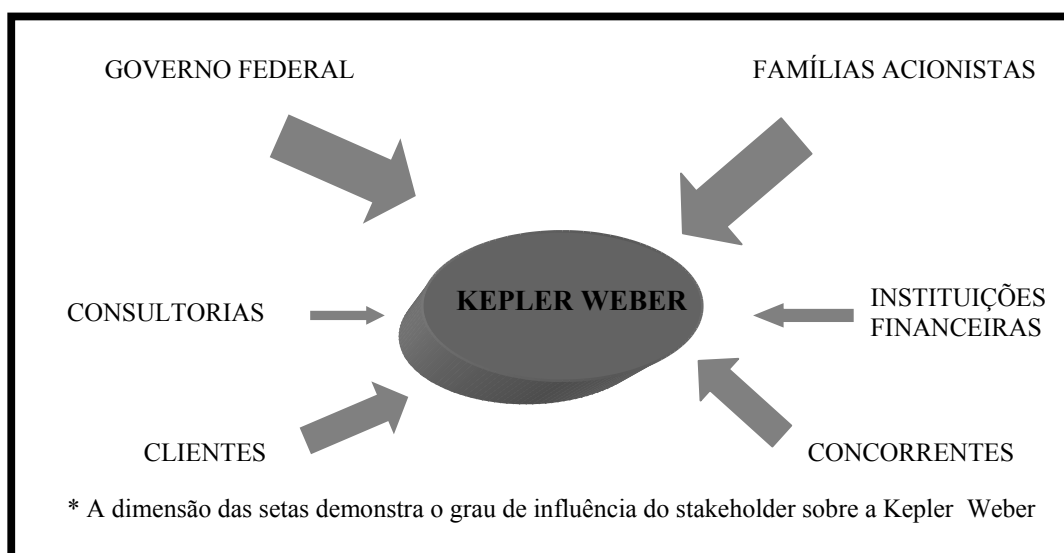 GOVERNO FEDERAL
FAMÍLIAS ACIONISTAS
KEPLER WEBER
CONSULTORIAS
INSTITUIÇÕES
FINANCEIRAS
CLIENTES
CONCORRENTES
* A dimensão das setas demonstra o grau de influência do stakeholder sobre a Kepler Weber